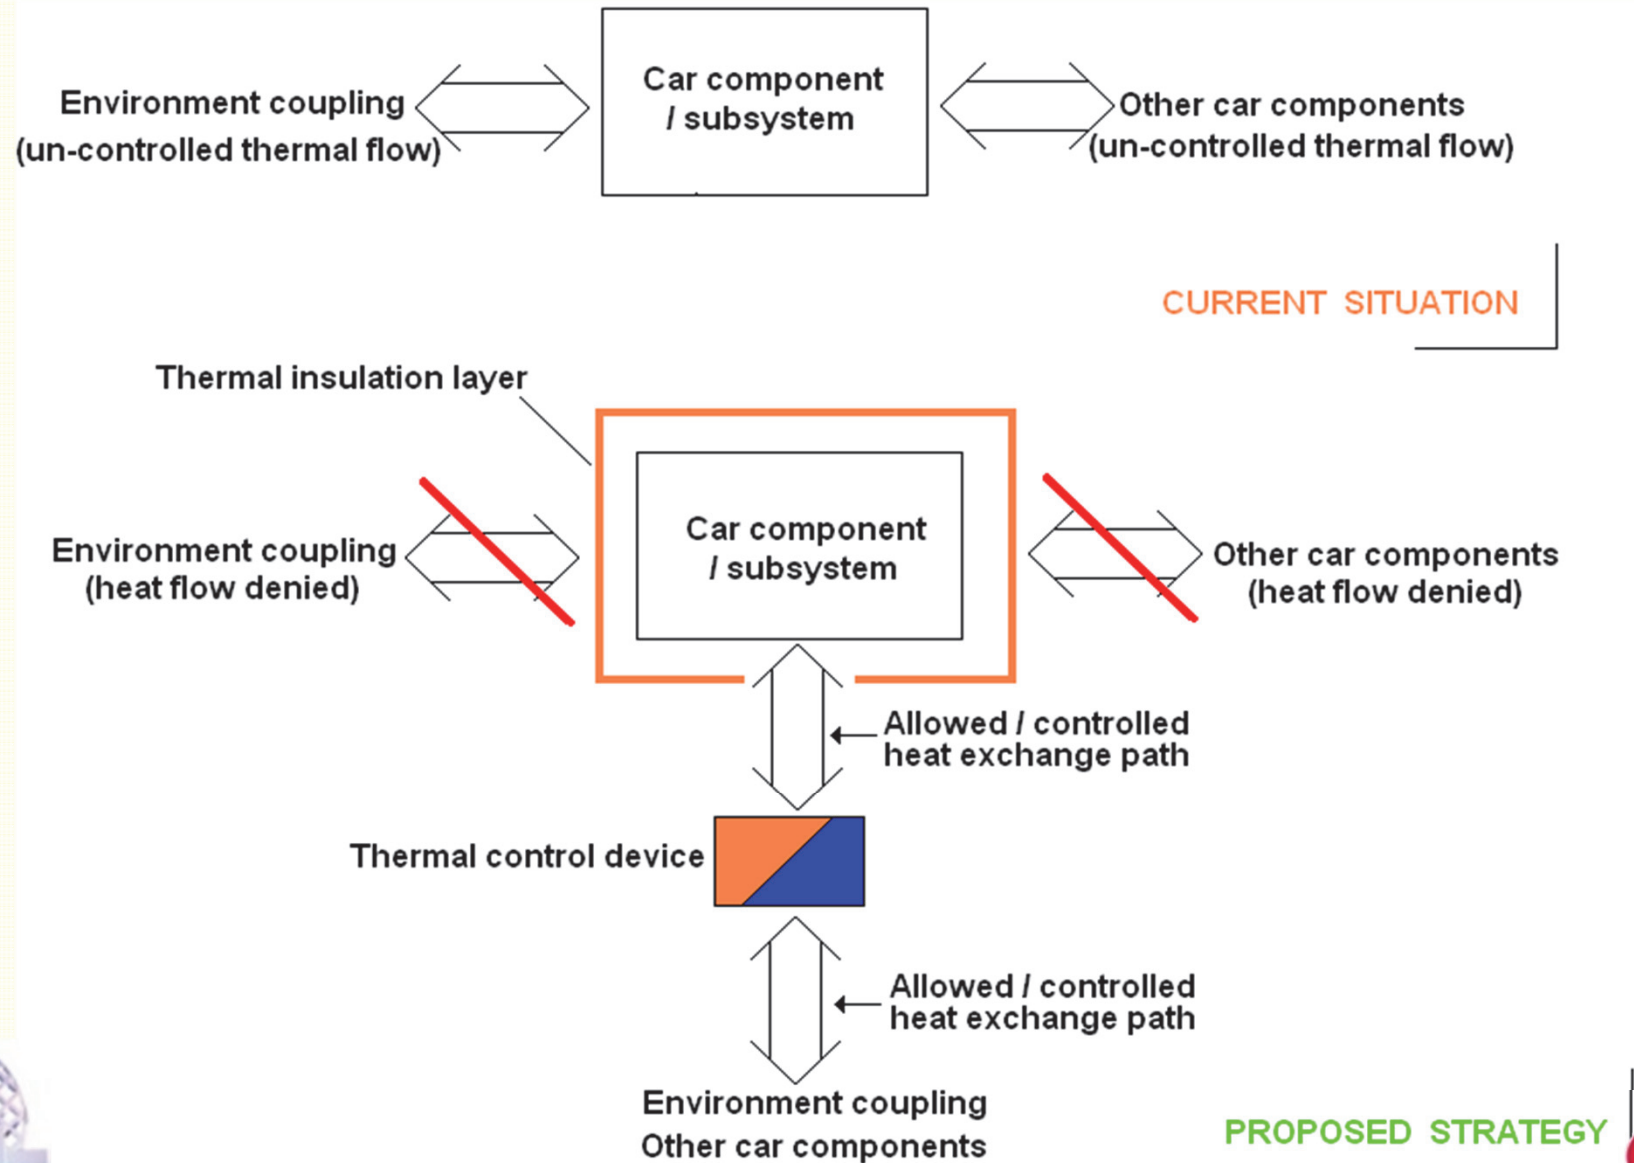 Car component
/ subsystem
Environment coupling
(un-controlled thermal flow)
Other car components
(un-controlled thermal flow)
CURRENT SITUATION
Thermal insulation layer
Car component
/ subsystem
Environment coupling
(heat flow denied)
Other car components
(heat flow denied)
Allowed / controlled
heat exchange path
Thermal control device
Allowed / controlled
heat exchange path
Environment coupling
Other car components
PROPOSED STRATEGY